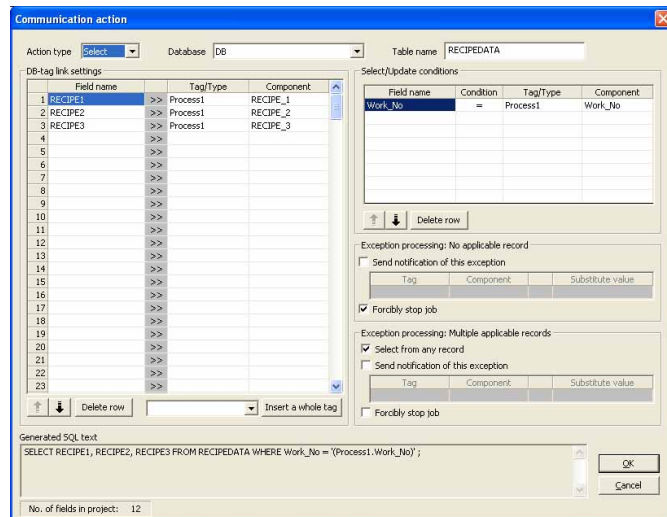 Communication action
Action type Select Database DB Table name RECIPEDATA
DB-tag link settings
Field name Tag/Type Component
1 RECIPE1 >> Process1 RECIPE_1
2 RECIPE2 >> Process1 RECIPE_2
3 RECIPE3 >> Process1 RECIPE_3
4 >>
5 >>
6 >>
7 >>
8 >>
9 >>
10 >>
11 >>
12 >>
13 >>
14 >>
15 >>
16 >>
17 >>
18 >>
19 >>
20 >>
21 >>
22 >>
23 >>
Delete row Insert a whole tag
Select/Update conditions
Field name Condition Tag/Type Component
Work_No = Process1 Work_No
Delete row
Exception processing: No applicable record
Send notification of this exception
Tag Component Substitute value
Forcibly stop job
Exception processing: Multiple applicable records
Select from any record
Send notification of this exception
Tag Component Substitute value
Forcibly stop job
Generated SQL text
SELECT RECIPE1, RECIPE2, RECIPE3 FROM RECIPEDATA WHERE Work_No = '(Process1.Work_No)' ;
OK
Cancel
No. of fields in project: 12